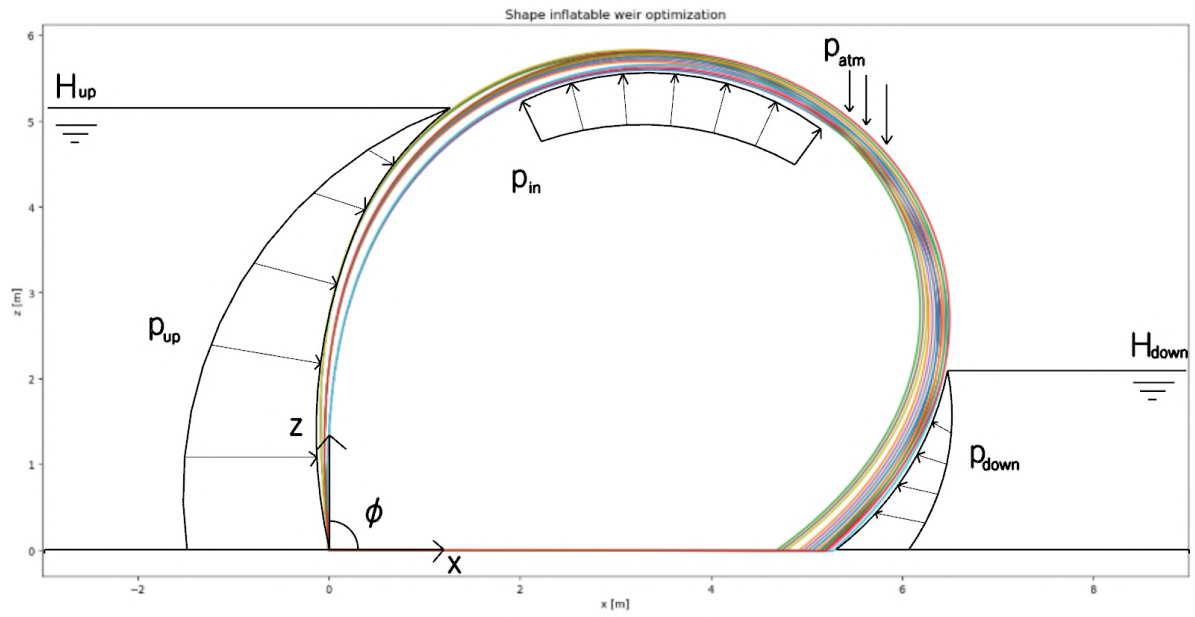 Shape inflatable weir optimization
6
5
4
3
2
1
0
z [m]
H_up
p_atm
p_in
p_up
H_down
p_down
z
ϕ
x
−2
0
2
4
6
8
x [m]